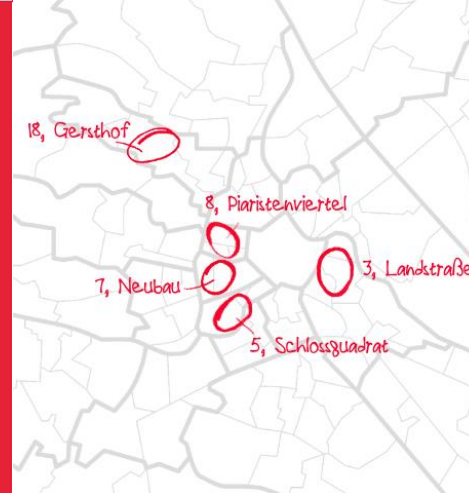 18, Gersthof
8, Piaristenviertel
3, Landstraße
7, Neubau
5, Schlossquadrat